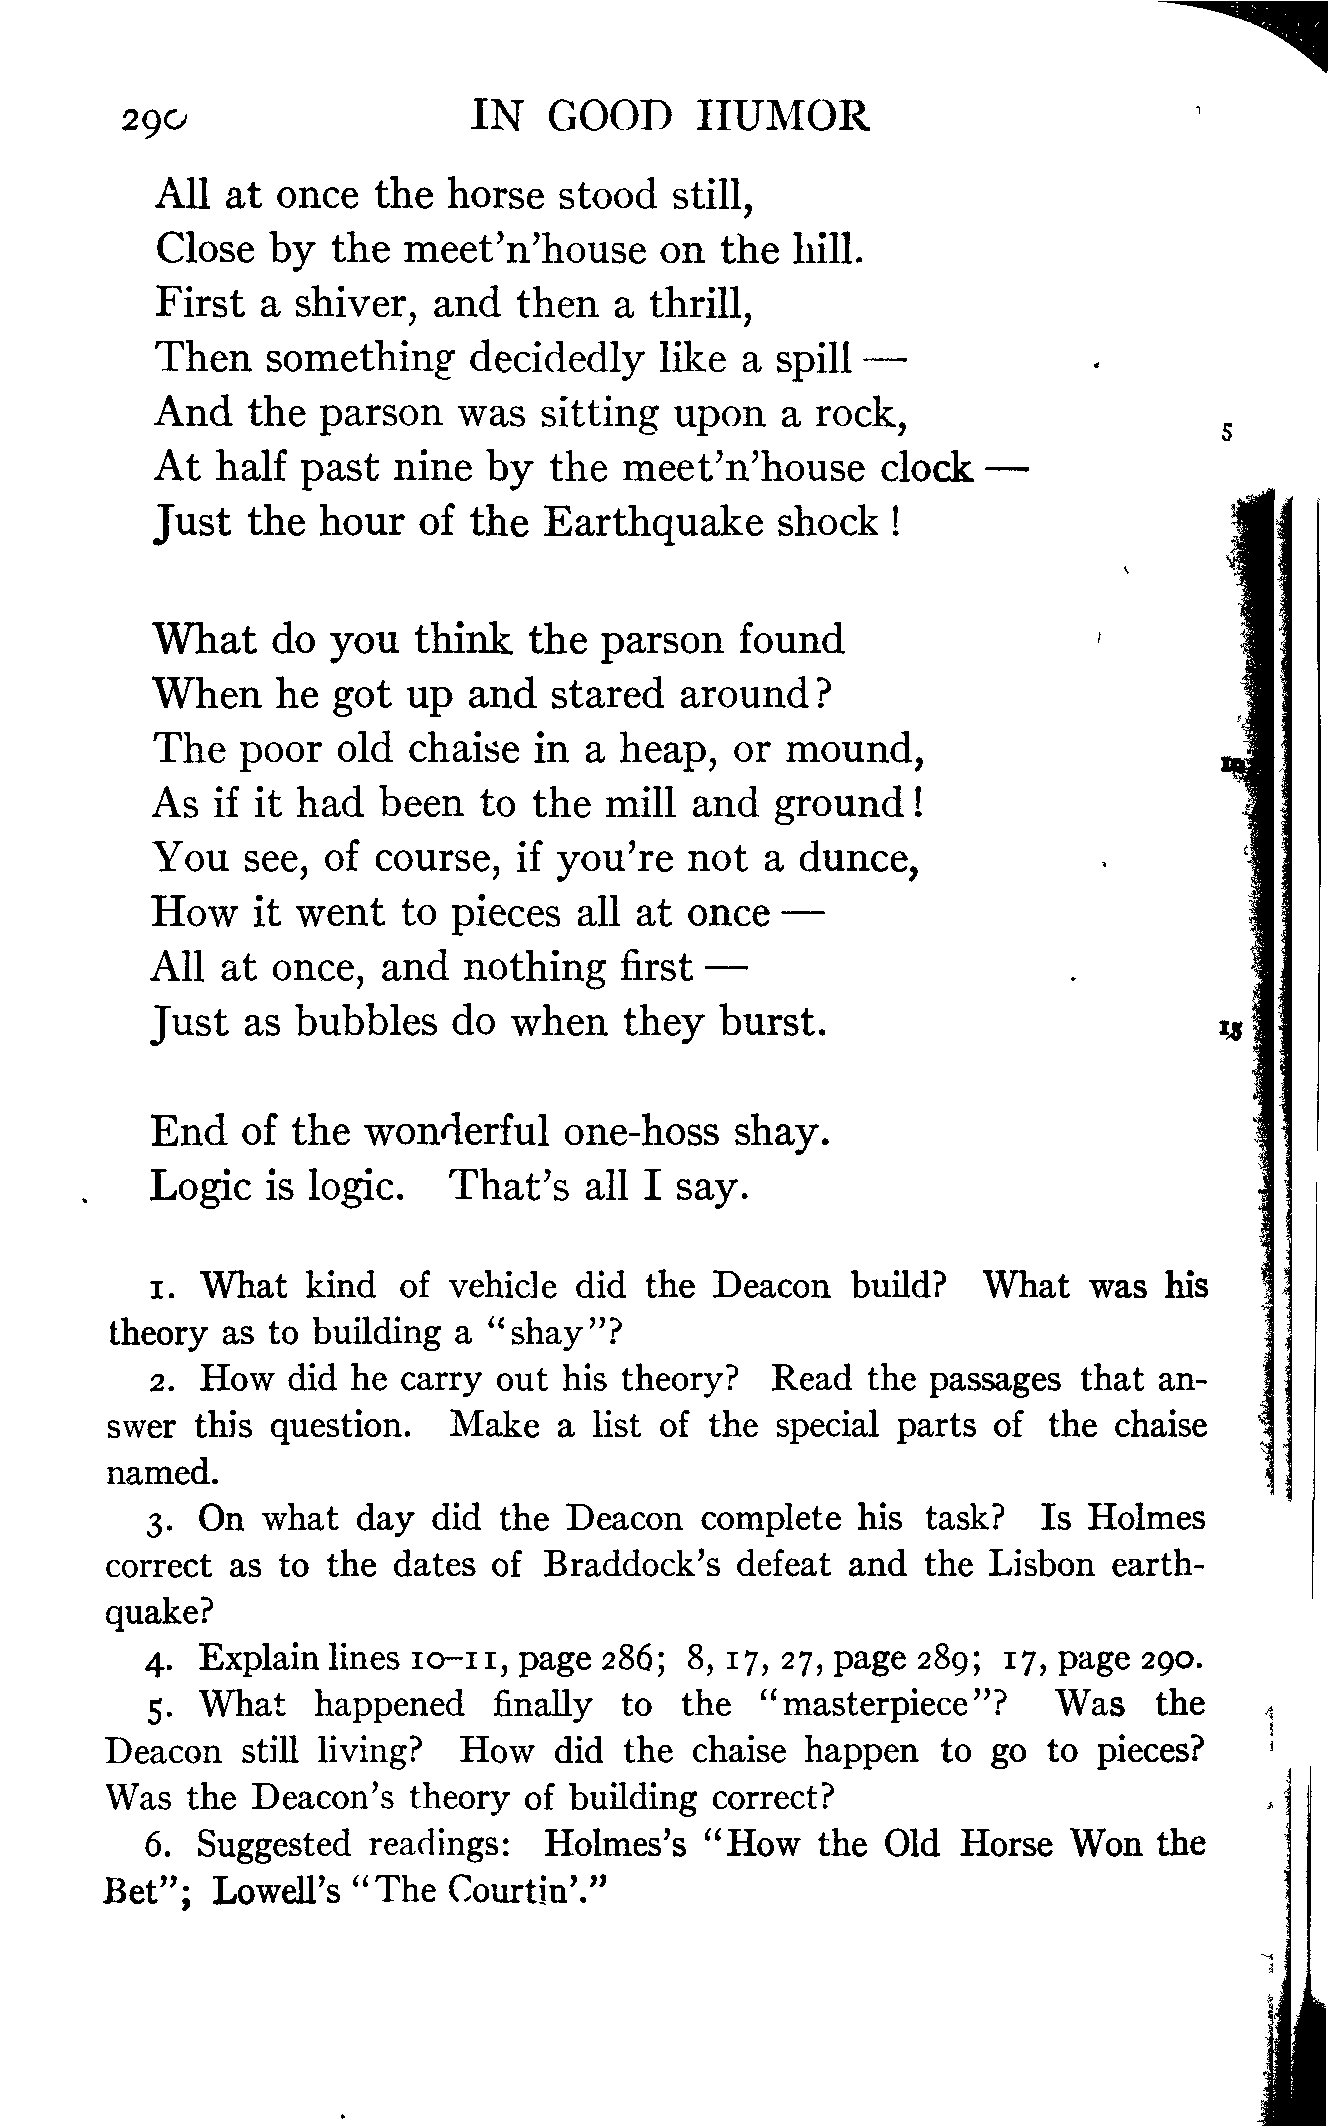 290 IN GOOD HUMOR
All at once the horse stood still,
Close by the meet'n'house on the hill.
First a shiver, and then a thrill,
Then something decidedly like a spill —
And the parson was sitting upon a rock, 5
At half past nine by the meet'n'house clock —
Just the hour of the Earthquake shock!
What do you think the parson found
When he got up and stared around?
The poor old chaise in a heap, or mound, 10
As if it had been to the mill and ground!
You see, of course, if you're not a dunce,
How it went to pieces all at once —
All at once, and nothing first —
Just as bubbles do when they burst. 15
End of the wonderful one-hoss shay.
Logic is logic. That's all I say.
1. What kind of vehicle did the Deacon build? What was his
theory as to building a "shay"?
2. How did he carry out his theory? Read the passages that an-
swer this question. Make a list of the special parts of the chaise
named.
3. On what day did the Deacon complete his task? Is Holmes
correct as to the dates of Braddock's defeat and the Lisbon earth-
quake?
4. Explain lines 10–11, page 286; 8, 17, 27, page 289; 17, page 290.
5. What happened finally to the "masterpiece"? Was the
Deacon still living? How did the chaise happen to go to pieces?
Was the Deacon's theory of building correct?
6. Suggested readings: Holmes's "How the Old Horse Won the
Bet"; Lowell's "The Courtin'."